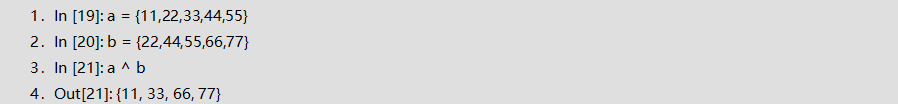 1. In [19]: a = {11,22,33,44,55}
2. In [20]: b = {22,44,55,66,77}
3. In [21]: a ^ b
4. Out[21]: {11, 33, 66, 77}